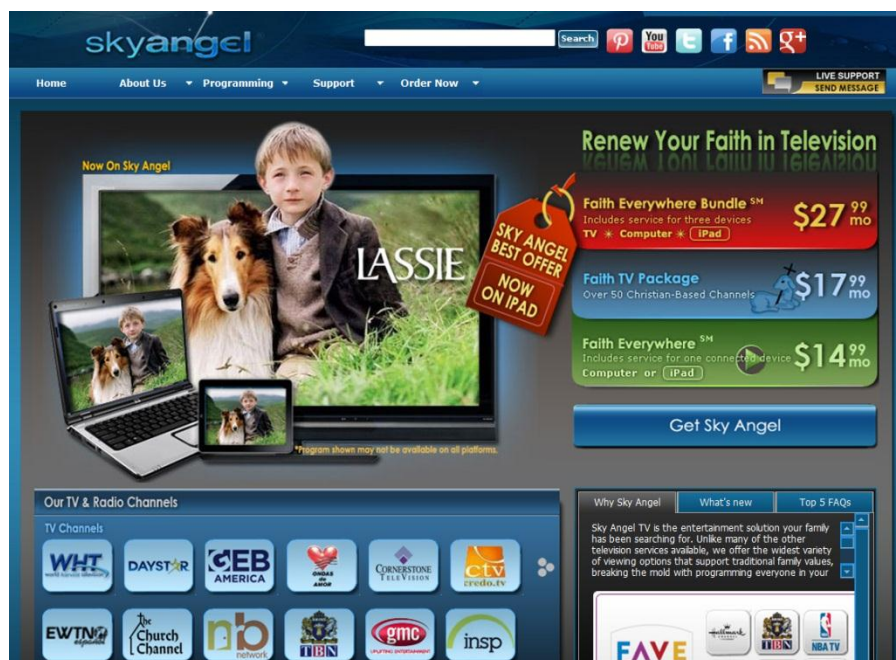 skyangel
Search
You
Tube
Home
About Us
Programming
Support
Order Now
LIVE SUPPORT
SEND MESSAGE
Now On Sky Angel
LASSIE
SKY ANGEL
BEST OFFER
NOW
ON IPAD
*Program shown may not be available on all platforms.
Renew Your Faith in Television
Faith Everywhere Bundle SM
Includes service for three devices
TV * Computer * iPad
$27 99
mo
Faith TV Package
Over 50 Christian-Based Channels
$17 99
mo
Faith Everywhere SM
Includes service for one connected device
Computer or iPad
$14 99
mo
Get Sky Angel
Our TV & Radio Channels
TV Channels
WHT
DAYSTAR
GEB
AMERICA
ONDAS
de
AMOR
CORNERSTONE
TELEVISION
ctv
credo.tv
EWTN
español
the
Church
Channel
nb
network
TBN
gmc
UPLIFTING ENTERTAINMENT
insp
Why Sky Angel
What's new
Top 5 FAQs
Sky Angel TV is the entertainment solution your family
has been searching for. Unlike many of the other
television services available, we offer the widest variety
of viewing options that support traditional family values,
breaking the mold with programming everyone in your
FAVE
Hallmark
TBN
NBA TV